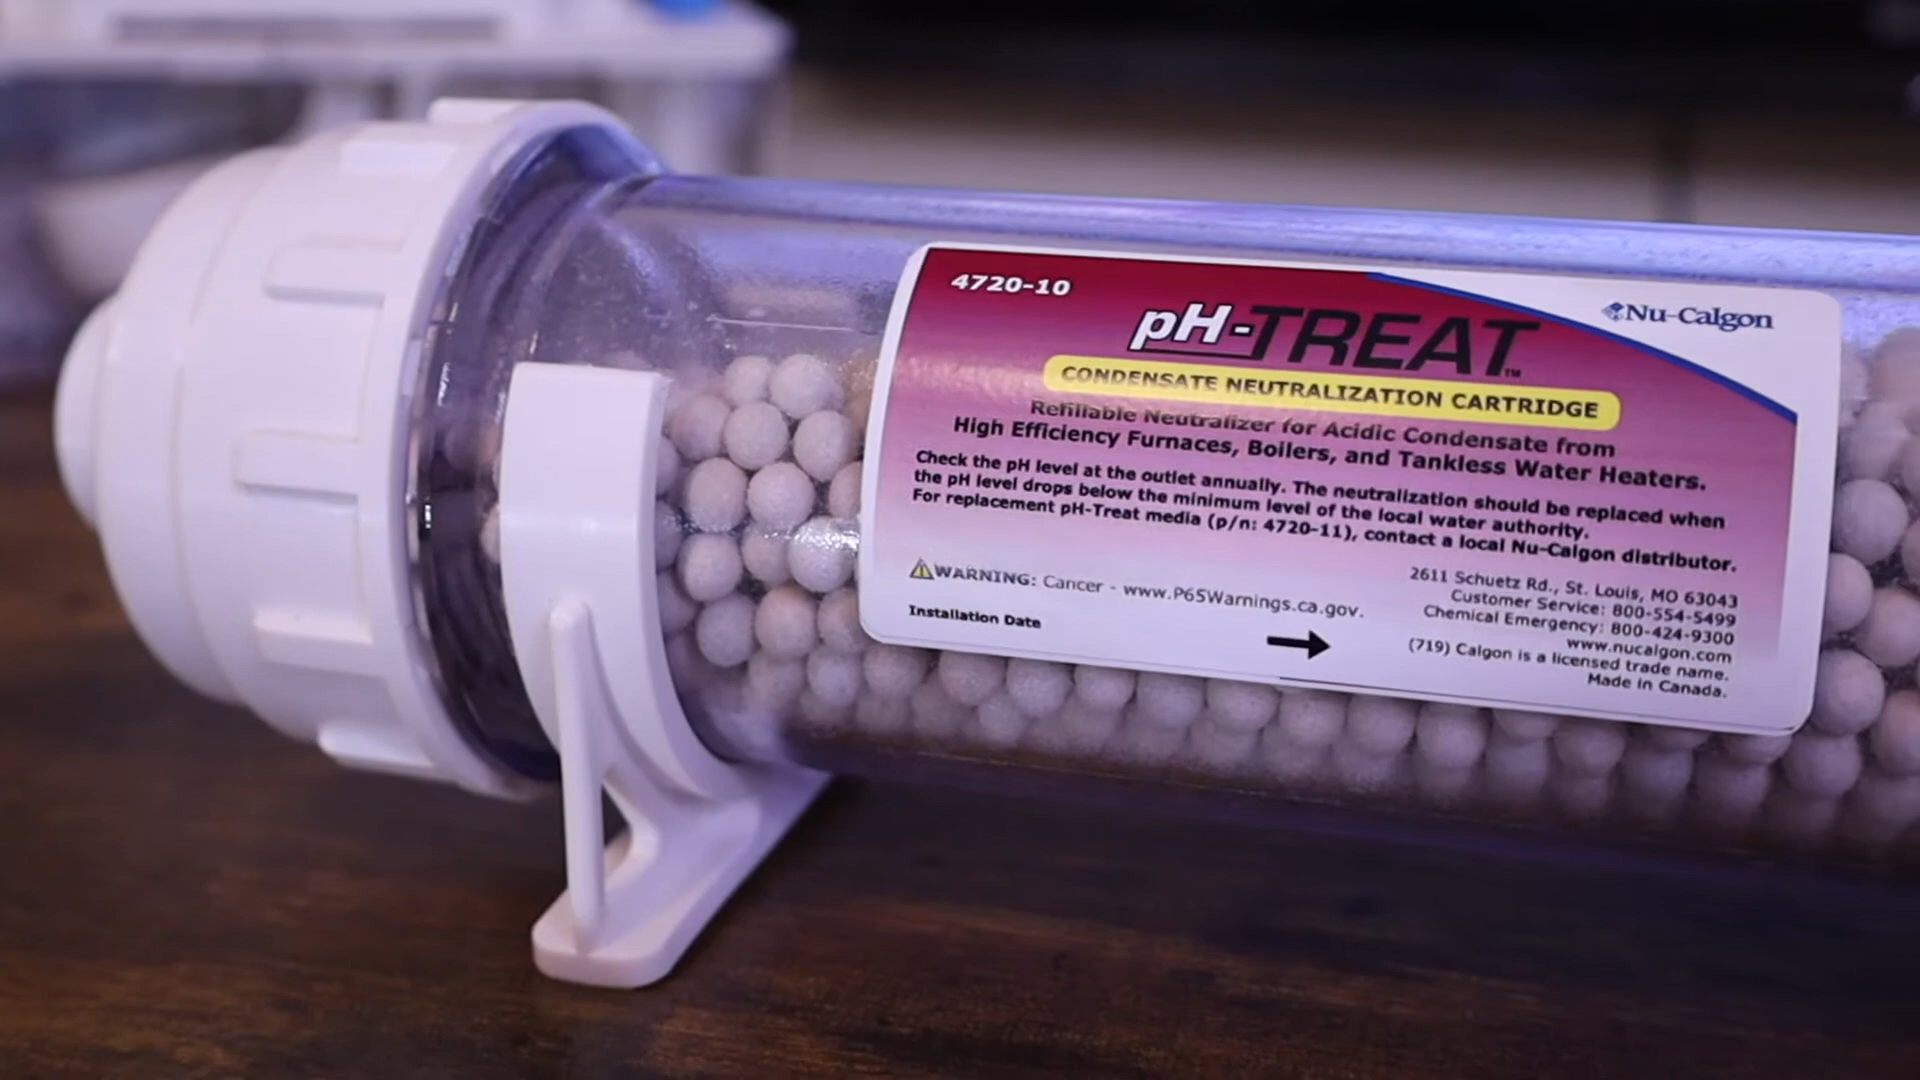 4720-10
Nu-Calgon
pH-TREAT™
CONDENSATE NEUTRALIZATION CARTRIDGE
Refillable Neutralizer for Acidic Condensate from
High Efficiency Furnaces, Boilers, and Tankless Water Heaters.
Check the pH level at the outlet annually. The neutralization should be replaced when
the pH level drops below the minimum level of the local water authority.
For replacement pH-Treat media (p/n: 4720-11), contact a local Nu-Calgon distributor.
WARNING: Cancer - www.P65Warnings.ca.gov.
Installation Date
2611 Schuetz Rd., St. Louis, MO 63043
Customer Service: 800-554-5499
Chemical Emergency: 800-424-9300
www.nucalgon.com
(719) Calgon is a licensed trade name.
Made in Canada.